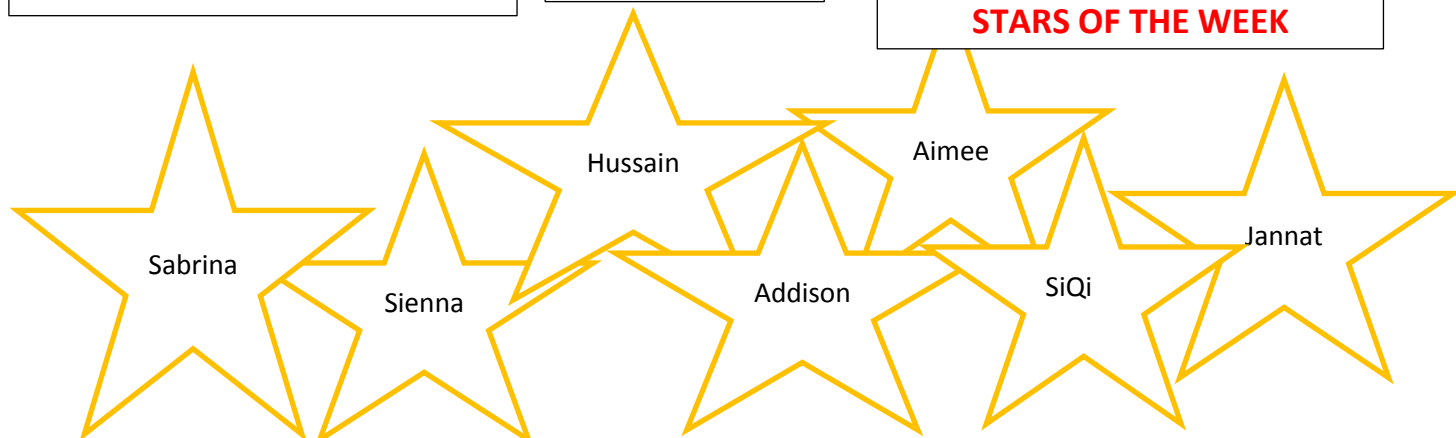 STARS OF THE WEEK
Hussain
Aimee
Sabrina
Sienna
Addison
SiQi
Jannat